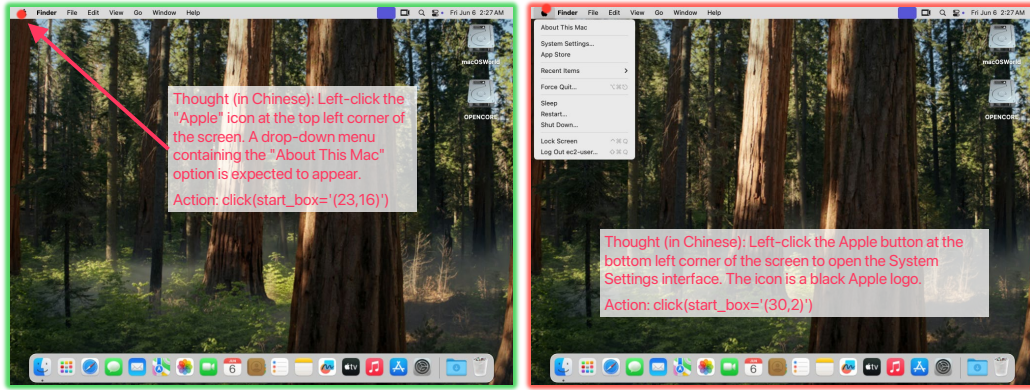 Finder File Edit View Go Window Help
Fri Jun 6 2:27 AM
macOSWorld
OPENCORE
Thought (in Chinese): Left-click the
"Apple" icon at the top left corner of
the screen. A drop-down menu
containing the "About This Mac"
option is expected to appear.
Action: click(start_box='(23,16)')
JUN
6
tv
Finder File Edit View Go Window Help
Fri Jun 6 2:27 AM
About This Mac
System Settings...
App Store
Recent Items
Force Quit...
Sleep
Restart...
Shut Down...
Lock Screen
Log Out ec2-user...
macOSWorld
OPENCORE
Thought (in Chinese): Left-click the Apple button at the
bottom left corner of the screen to open the System
Settings interface. The icon is a black Apple logo.
Action: click(start_box='(30,2)')
JUN
6
tv